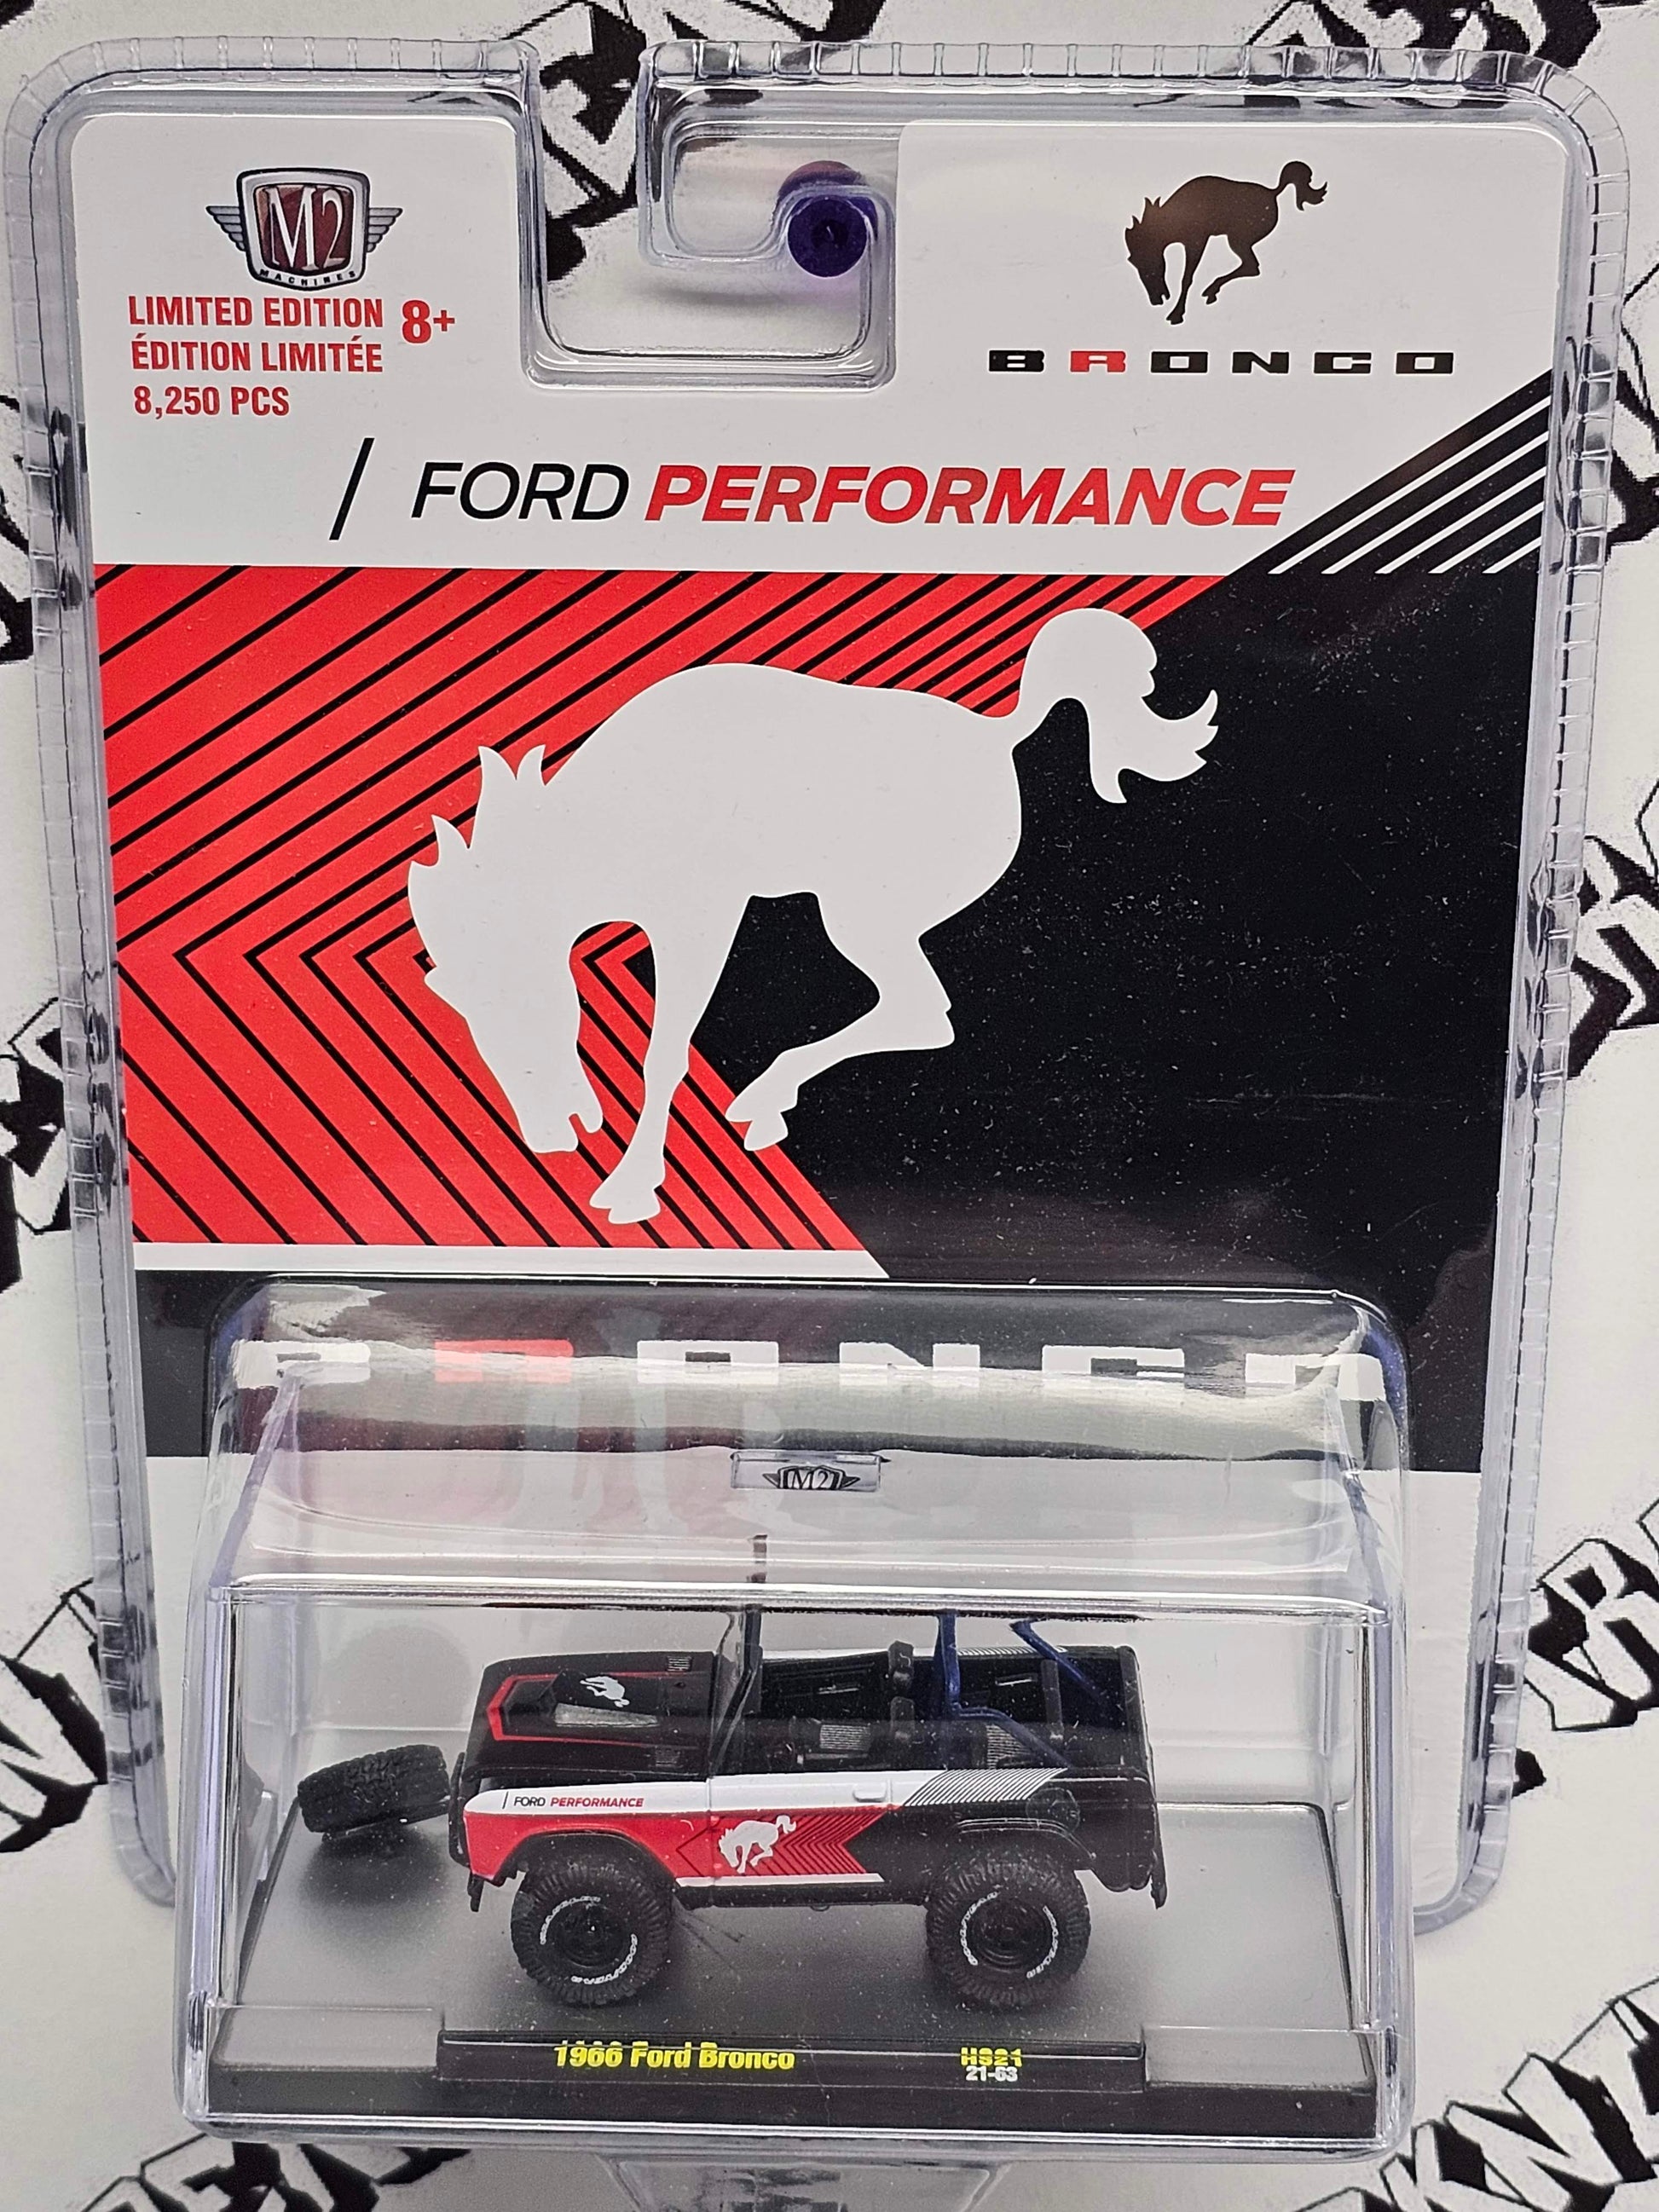 M2
MACHINES
LIMITED EDITION 8+
ÉDITION LIMITÉE
8,250 PCS
BRONCO
/ FORD PERFORMANCE
BRONCO
M2
/ FORD PERFORMANCE
1966 Ford Bronco
HS21
21-63